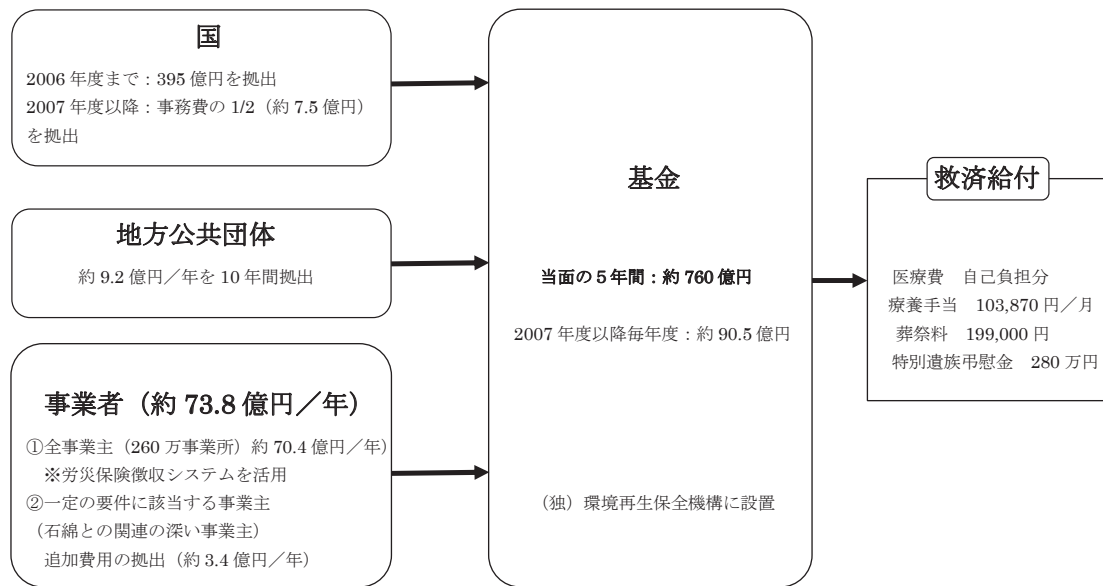 国
2006 年度まで：395 億円を拠出
2007 年度以降：事務費の 1/2（約 7.5 億円）
を拠出
地方公共団体
約 9.2 億円／年を 10 年間拠出
事業者（約 73.8 億円／年）
①全事業主（260 万事業所）約 70.4 億円／年）
※労災保険徴収システムを活用
②一定の要件に該当する事業主
（石綿との関連の深い事業主）
追加費用の拠出（約 3.4 億円／年）
基金
当面の５年間：約 760 億円
2007 年度以降毎年度：約 90.5 億円
（独）環境再生保全機構に設置
救済給付
医療費　自己負担分
療養手当　103,870 円／月
葬祭料　199,000 円
特別遺族弔慰金　280 万円